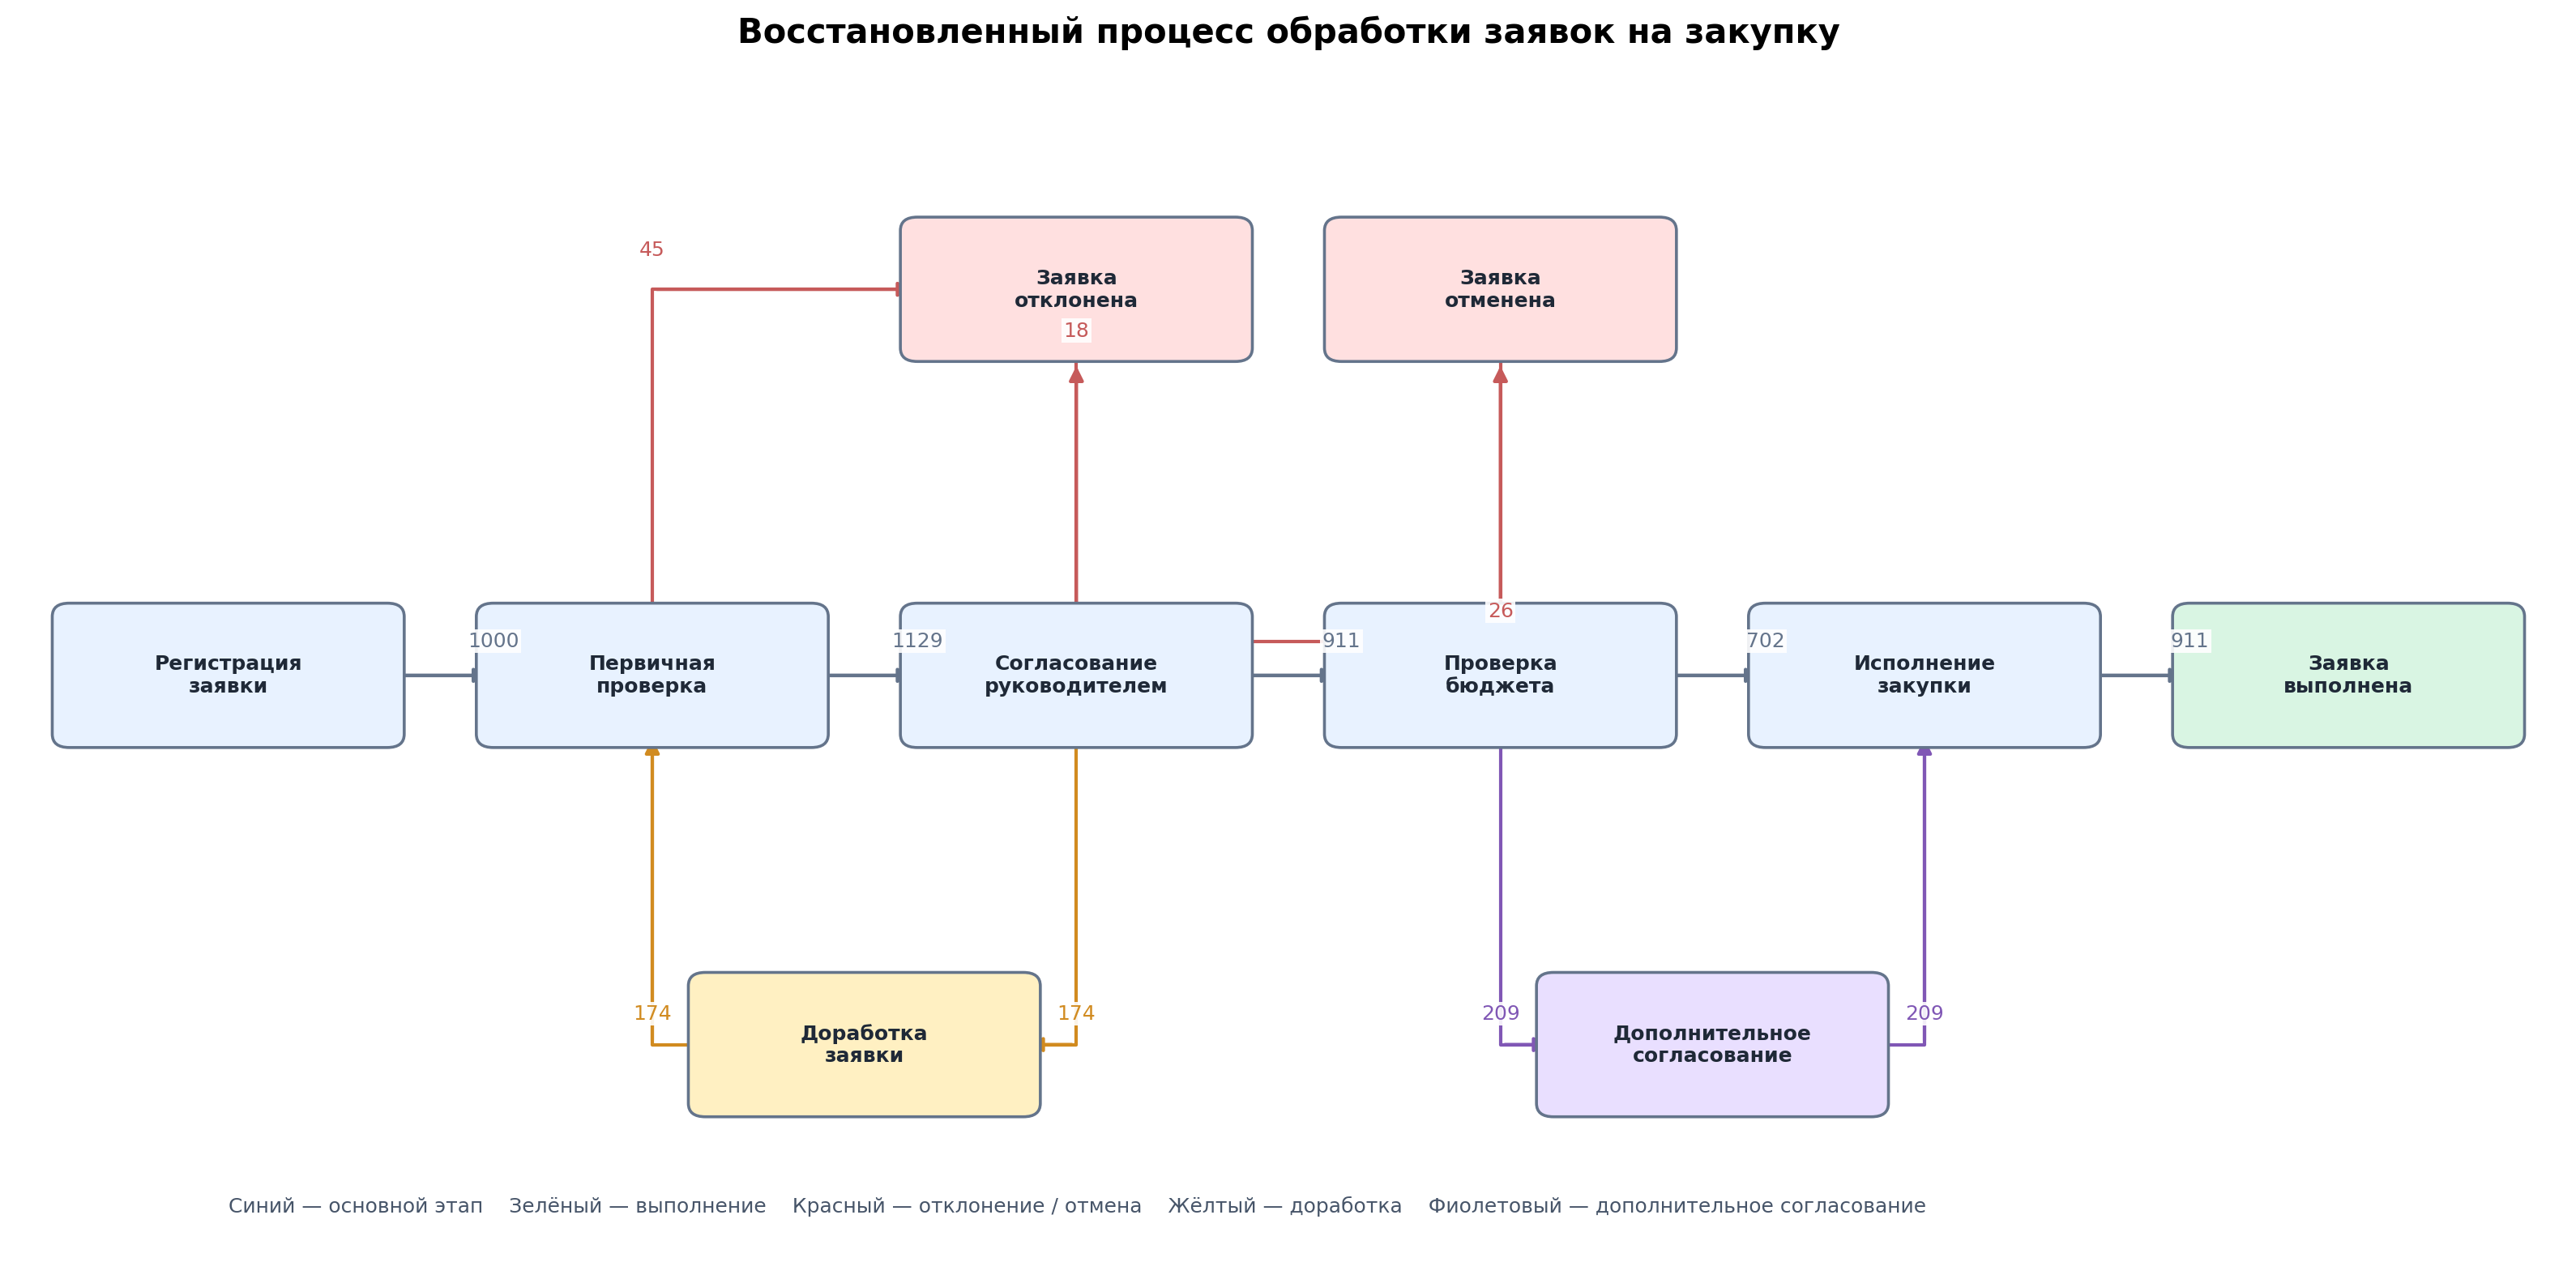 Восстановленный процесс обработки заявок на закупку
45
Заявка
отклонена
18
Заявка
отменена
Регистрация
заявки
1000
Первичная
проверка
1129
Согласование
руководителем
911
26
Проверка
бюджета
702
Исполнение
закупки
911
Заявка
выполнена
174
Доработка
заявки
174
209
Дополнительное
согласование
209
Синий — основной этап    Зелёный — выполнение    Красный — отклонение / отмена    Жёлтый — доработка    Фиолетовый — дополнительное согласование